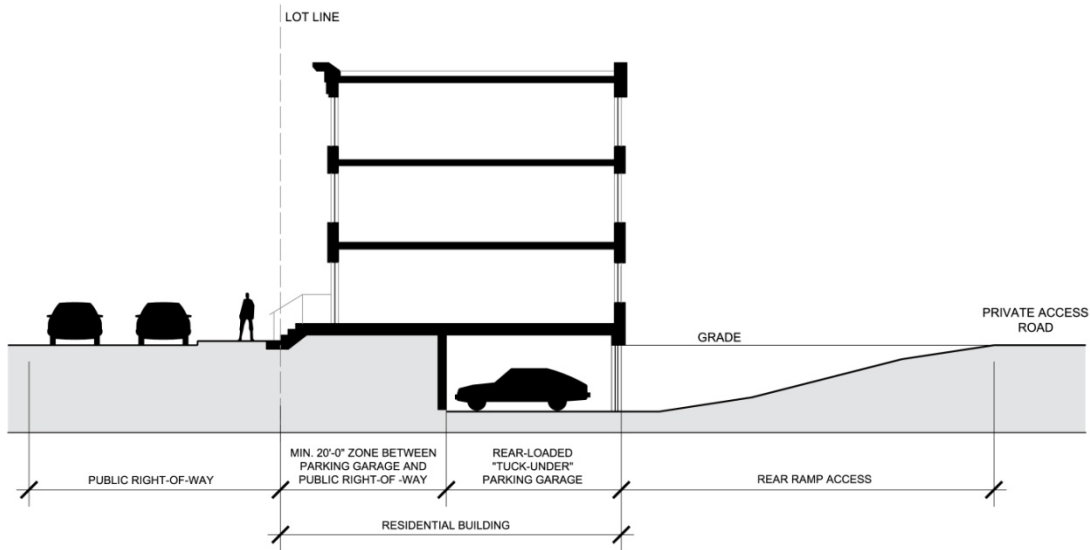 LOT LINE
PRIVATE ACCESS
ROAD
GRADE
MIN. 20'-0" ZONE BETWEEN
PARKING GARAGE AND
PUBLIC RIGHT-OF -WAY
REAR-LOADED
"TUCK-UNDER"
PARKING GARAGE
PUBLIC RIGHT-OF-WAY
REAR RAMP ACCESS
RESIDENTIAL BUILDING